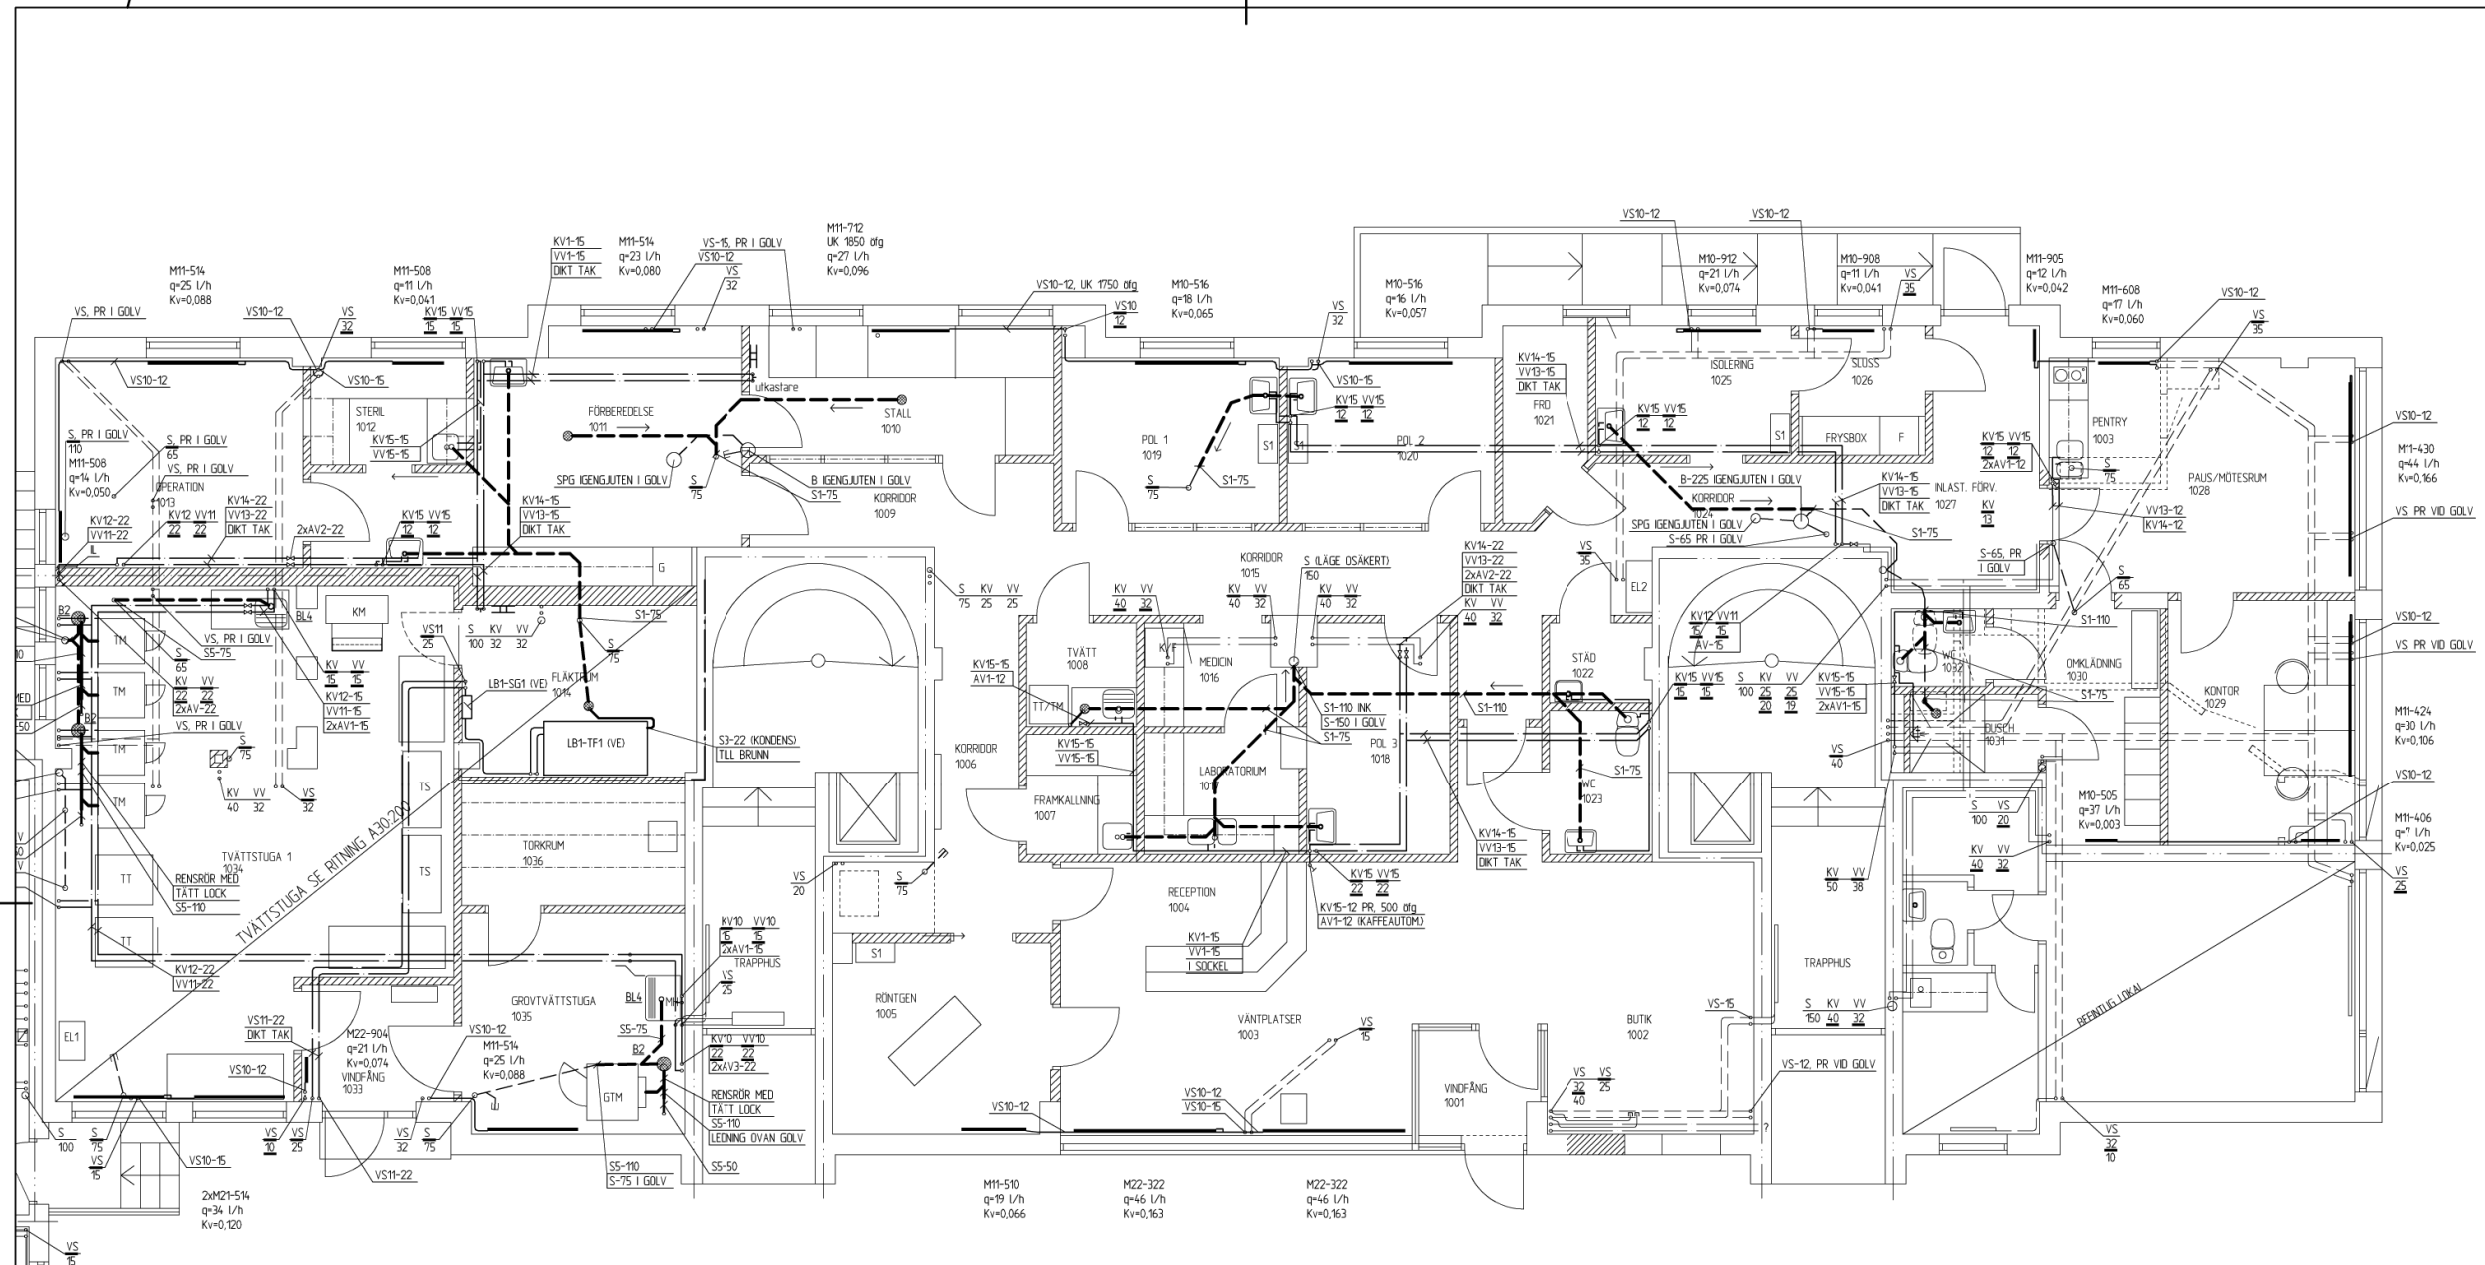 VS10-12
VS10-12
M11-712
UK 1850 öfg
q=27 l/h
Kv=0,096
KV1-15
VV1-15
DIKT TAK
M11-514
q=23 l/h
Kv=0,080
VS-15, PR I GOLV
VS10-12
VS
32
M11-514
q=25 l/h
Kv=0,088
M11-508
q=11 l/h
Kv=0,041
VS10-12, UK 1750 öfg
M10-516
q=18 l/h
Kv=0,065
M10-516
q=16 l/h
Kv=0,057
M10-912
q=21 l/h
Kv=0,074
M10-908
q=11 l/h
Kv=0,041
VS
35
M11-905
q=12 l/h
Kv=0,042
M11-608
q=17 l/h
Kv=0,060
VS10-12
VS
35
VS, PR I GOLV
VS10-12
VS
32
KV15 VV15
15 15
VS10
12
VS
32
VS10-12
VS10-15
VS10-15
KV15 VV15
12 12
KV14-15
VV13-15
DIKT TAK
FRD
1021
ISOLERING
1025
SLUSS
1026
STERIL
1012
FÖRBEREDELSE
1011
utkastare
STALL
1010
POL 1
1019
POL 2
1020
S1
S1
S1
KV15 VV15
12 12
FRYSBOX
F
PENTRY
1003
VS10-12
KV15 VV15
12 12
2xAV1-12
S
75
M11-430
q=44 l/h
Kv=0,166
PAUS/MÖTESRUM
1028
S, PR I GOLV
110
M11-508
q=14 l/h
Kv=0,050
S, PR I GOLV
65
VS, PR I GOLV
OPERATION
1013
KV15-15
VV15-15
SPG IGENGJUTEN I GOLV
S
75
B IGENGJUTEN I GOLV
S1-75
KORRIDOR
1009
S
75
S1-75
B-225 IGENGJUTEN I GOLV
KORRIDOR
1024
SPG IGENGJUTEN I GOLV
S-65 PR I GOLV
KV14-15
VV13-15
DIKT TAK
INLAST. FÖRV.
1027
KV
13
VV13-12
KV14-12
VS PR VID GOLV
S1-75
S-65, PR
I GOLV
KV12-22
VV11-22
IL
KV12 VV11
22 22
KV14-22
VV13-22
DIKT TAK
2xAV2-22
KV15 VV15
12 12
KV14-15
VV13-15
DIKT TAK
G
KORRIDOR
1015
S (LÄGE OSÄKERT)
150
KV14-22
VV13-22
2xAV2-22
DIKT TAK
KV VV
40 32
VS
35
EL2
S
65
S KV VV
75 25 25
KV VV
40 32
KV VV
40 32
KV VV
40 32
B2
BL4
KM
TM
TM
TM
TM
VS, PR I GOLV
S
65
S5-75
KV VV
22 22
2xAV-22
VS, PR I GOLV
B2
KV VV
15 15
KV12-15
VV11-15
2xAV1-15
VS11
25
S KV VV
100 32 32
S1-75
S
75
LB1-SG1 (VE)
FLÄKTRUM
1014
LB1-TF1 (VE)
S3-22 (KONDENS)
TLL BRUNN
TVÄTT
1008
K/F
MEDICIN
1016
KV15-15
AV1-12
TT/TM
S1-110 INK
S-150 I GOLV
S1-75
S1-110
STÄD
1022
KV12 VV11
15 15
AV-15
KV15 VV15
15 15
S KV VV
100 25 25
20 19
KV15-15
VV15-15
2xAV1-15
S1-110
WC
1032
OMKLÄDNING
1030
S1-75
VS10-12
VS PR VID GOLV
KONTOR
1029
M11-424
q=30 l/h
Kv=0,106
VS10-12
S
75
KV VV
40 32
VS
32
TS
TS
KORRIDOR
1006
KV15-15
VV15-15
FRAMKALLNING
1007
LABORATORIUM
POL 3
1018
S1-75
WC
1023
VS
40
DUSCH
1031
S VS
100 20
M10-505
q=37 l/h
Kv=0,003
M11-406
q=7 l/h
Kv=0,025
TVÄTTSTUGA 1
1034
TVÄTTSTUGA SE RITNING A30:200
TORKRUM
1036
TT
TT
RENSRÖR MED
TÄTT LOCK
S5-110
VS
20
S
75
KV14-15
VV13-15
DIKT TAK
KV15 VV15
22 22
KV VV
50 38
KV VV
40 32
VS
25
RECEPTION
1004
KV15-12 PR, 500 öfg
AV1-12 (KAFFEAUTOM.)
KV1-15
VV1-15
I SOCKEL
KV12-22
VV11-22
KV10 VV10
15 15
2xAV1-15
TRAPPHUS
VS
25
S1
TRAPPHUS
BL4
GROVTVÄTTSTUGA
1035
S5-75
B2
RÖNTGEN
1005
VÄNTPLATSER
1003
VS
15
BUTIK
1002
VS-15
S KV VV
150 40 32
BEFINTLIG LOKAL
EL1
VS11-22
DIKT TAK
M22-904
q=21 l/h
Kv=0,074
VINDFÅNG
1033
VS10-12
VS10-12
M11-514
q=25 l/h
Kv=0,088
2xAV3-22
22 22
GTM
RENSRÖR MED
TÄTT LOCK
S5-110
LEDNING OVAN GOLV
VS10-12
VS10-12
VS10-15
VINDFÅNG
1001
VS VS
32 25
40
VS-12, PR VID GOLV
?
S
100
S
75
VS
15
VS10-15
VS
10
VS
25
VS11-22
VS
32
S
75
S5-110
S-75 I GOLV
S5-50
VS
32
10
2xM21-514
q=34 l/h
Kv=0,120
M11-510
q=19 l/h
Kv=0,066
M22-322
q=46 l/h
Kv=0,163
M22-322
q=46 l/h
Kv=0,163
VS
15